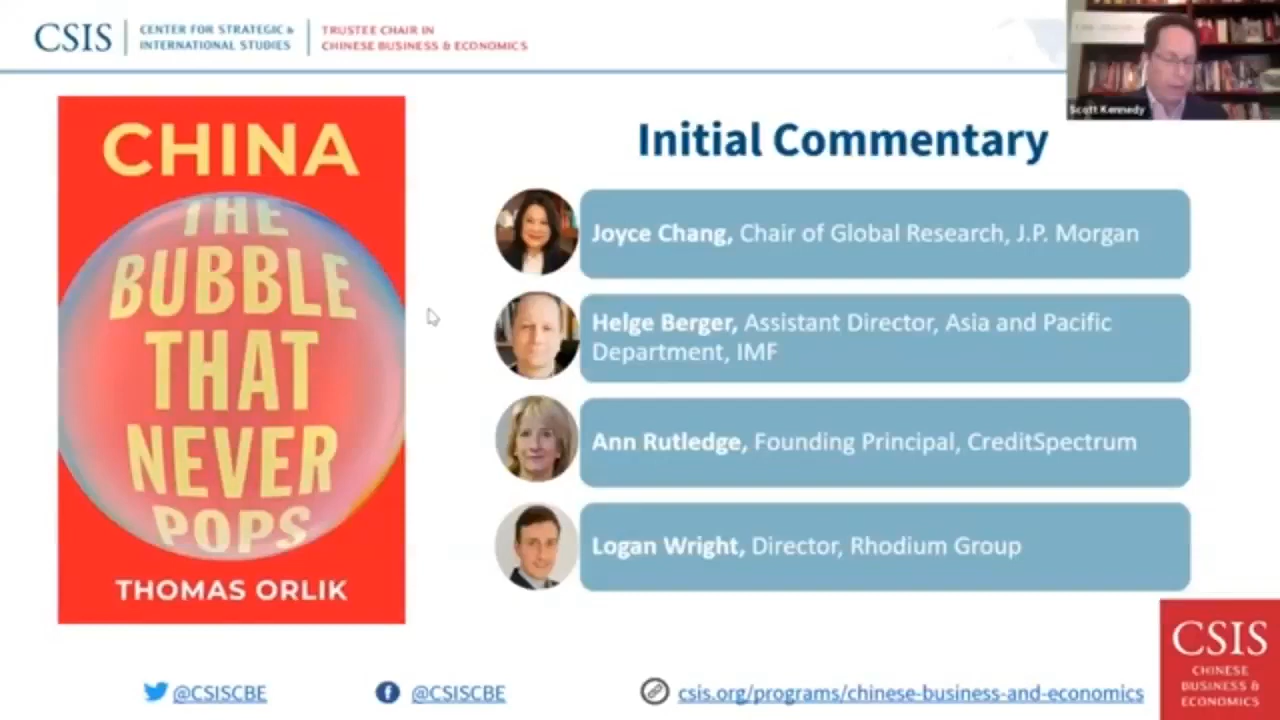 CSIS
CENTER FOR STRATEGIC &
INTERNATIONAL STUDIES
TRUSTEE CHAIR IN
CHINESE BUSINESS & ECONOMICS
Scott Kennedy
CHINA
THE
BUBBLE
THAT
NEVER
POPS
THOMAS ORLIK
Initial Commentary
Joyce Chang, Chair of Global Research, J.P. Morgan
Helge Berger, Assistant Director, Asia and Pacific
Department, IMF
Ann Rutledge, Founding Principal, CreditSpectrum
Logan Wright, Director, Rhodium Group
@CSISCBE
@CSISCBE
csis.org/programs/chinese-business-and-economics
CSIS
CHINESE
BUSINESS &
ECONOMICS